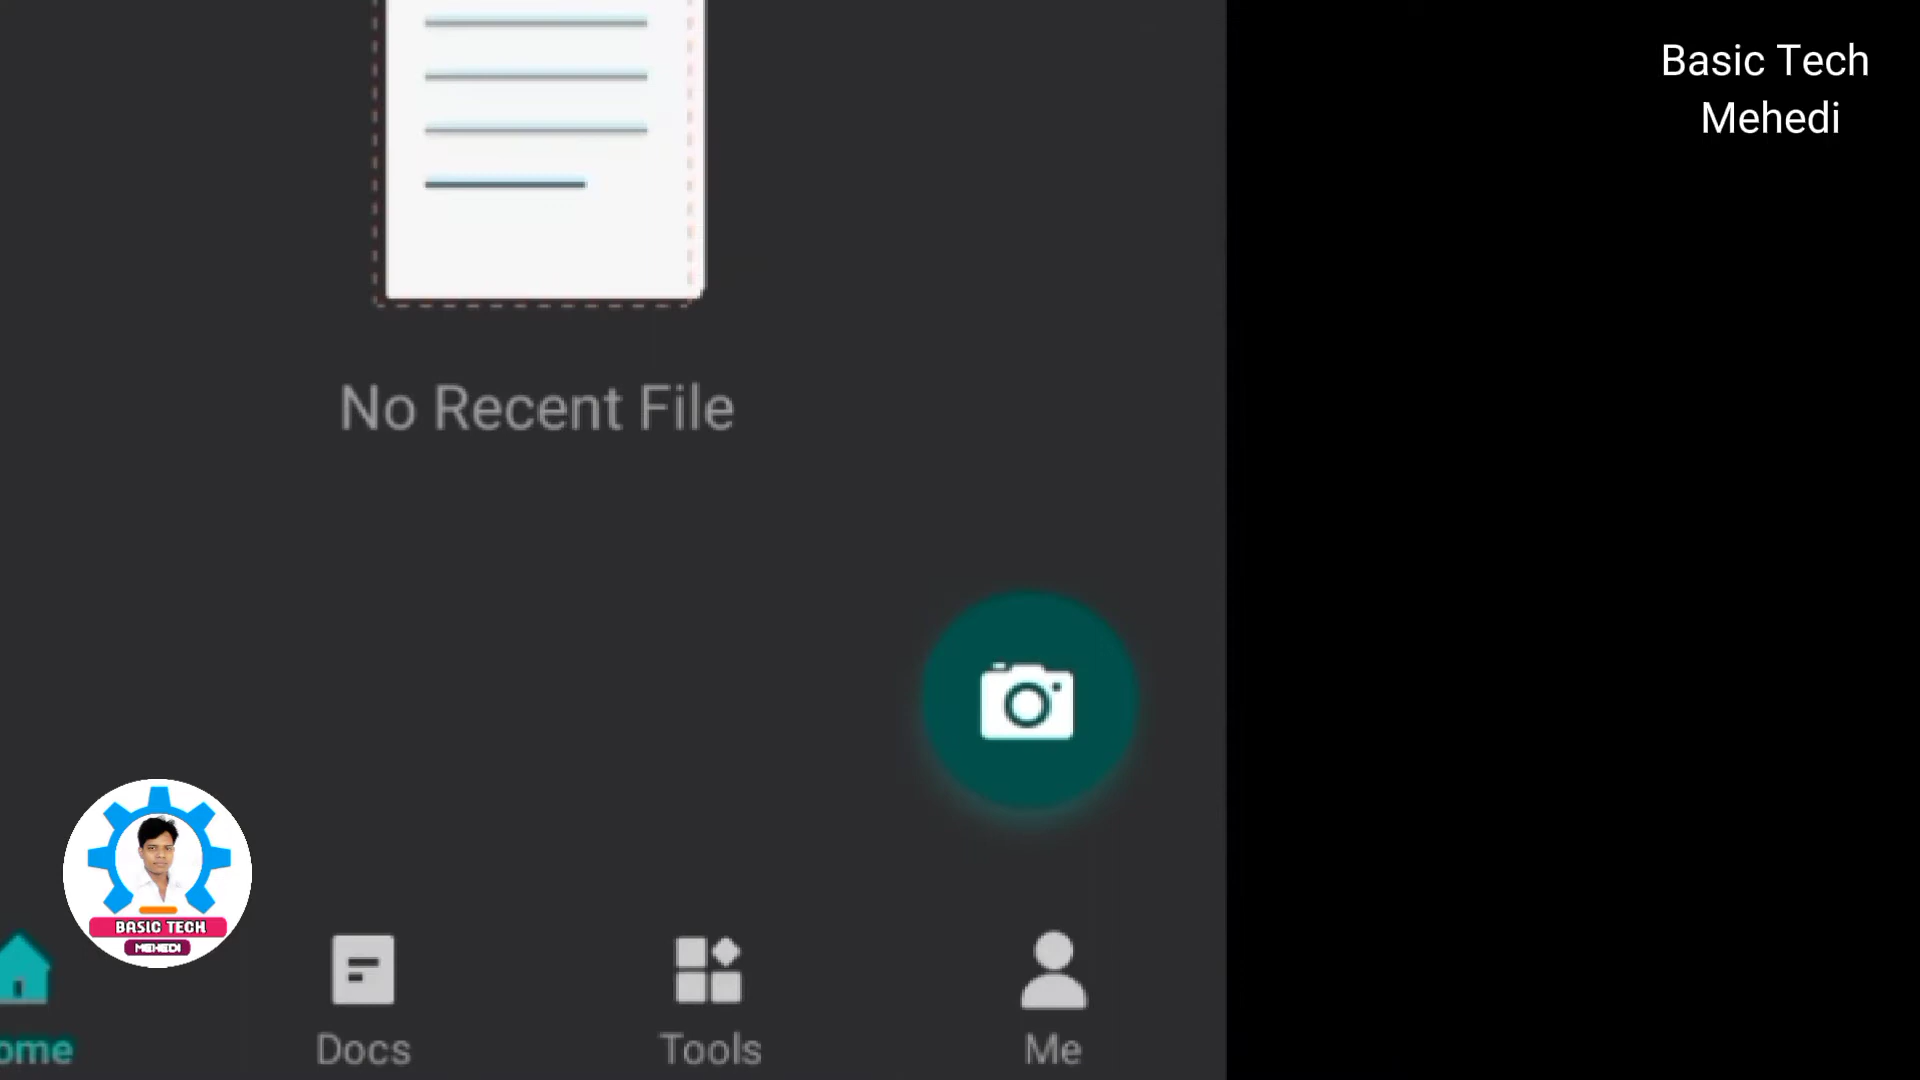 Basic Tech
Mehedi
No Recent File
BASIC TECH
MEHEDI
ome
Docs
Tools
Me